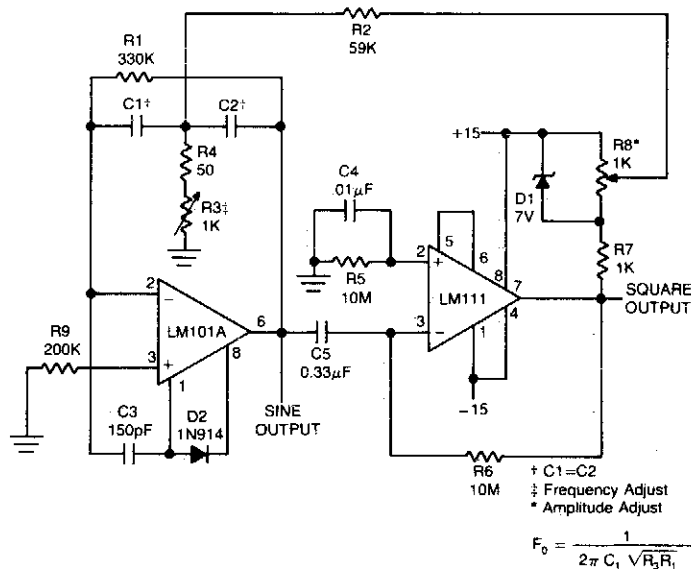 R1
330K
R2
59K
C1†
C2†
R4
50
R3‡
1K
C4
.01µF
+15
R8*
1K
D1
7V
R7
1K
5
6
2
+
8
7
LM111
R5
10M
3
−
1
4
SQUARE
OUTPUT
2
−
LM101A
6
R9
200K
3
+
8
1
C5
0.33µF
−15
C3
150pF
D2
1N914
SINE
OUTPUT
R6
10M
† C1=C2
‡ Frequency Adjust
* Amplitude Adjust
F₀ = 1 / 2π C₁ √R₃R₁